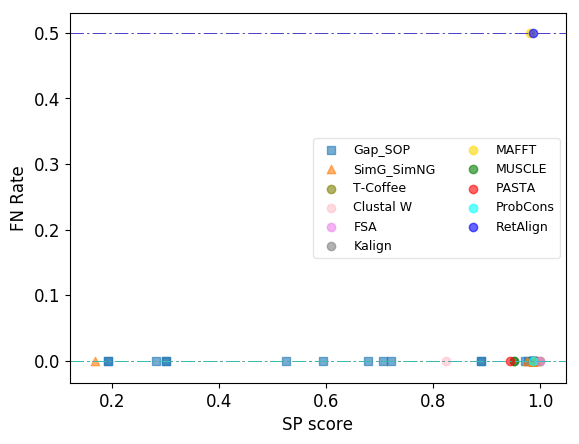 0.5
0.4
0.3
0.2
0.1
0.0
FN Rate
Gap_SOP
SimG_SimNG
T-Coffee
Clustal W
FSA
Kalign
MAFFT
MUSCLE
PASTA
ProbCons
RetAlign
0.2 0.4 0.6 0.8 1.0
SP score